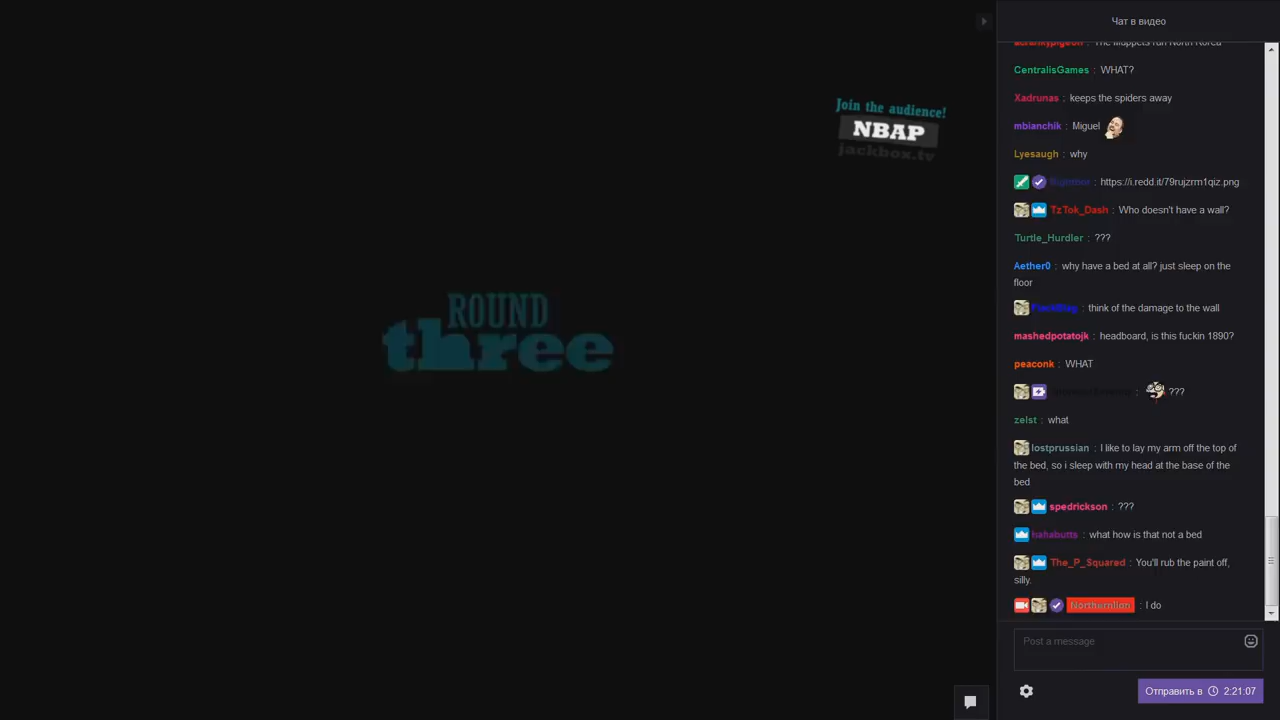 Join the audience!
NBAP
jackbox.tv
ROUND
three
Чат в видео
CentralisGames : WHAT?
Xadrunas : keeps the spiders away
mbianchik : Miguel
Lyesaugh : why
: https://i.redd.it/79rujzrm1qiz.png
TzTok_Dash : Who doesn't have a wall?
Turtle_Hurdler : ???
Aether0 : why have a bed at all? just sleep on the
floor
: think of the damage to the wall
mashedpotatojk : headboard, is this fuckin 1890?
peaconk : WHAT
: ???
zelst : what
lostprussian : I like to lay my arm off the top of
the bed, so i sleep with my head at the base of the
bed
spedrickson : ???
hahabutts : what how is that not a bed
The_P_Squared : You'll rub the paint off,
silly.
Northernlion : I do
Post a message
Отправить в 2:21:07